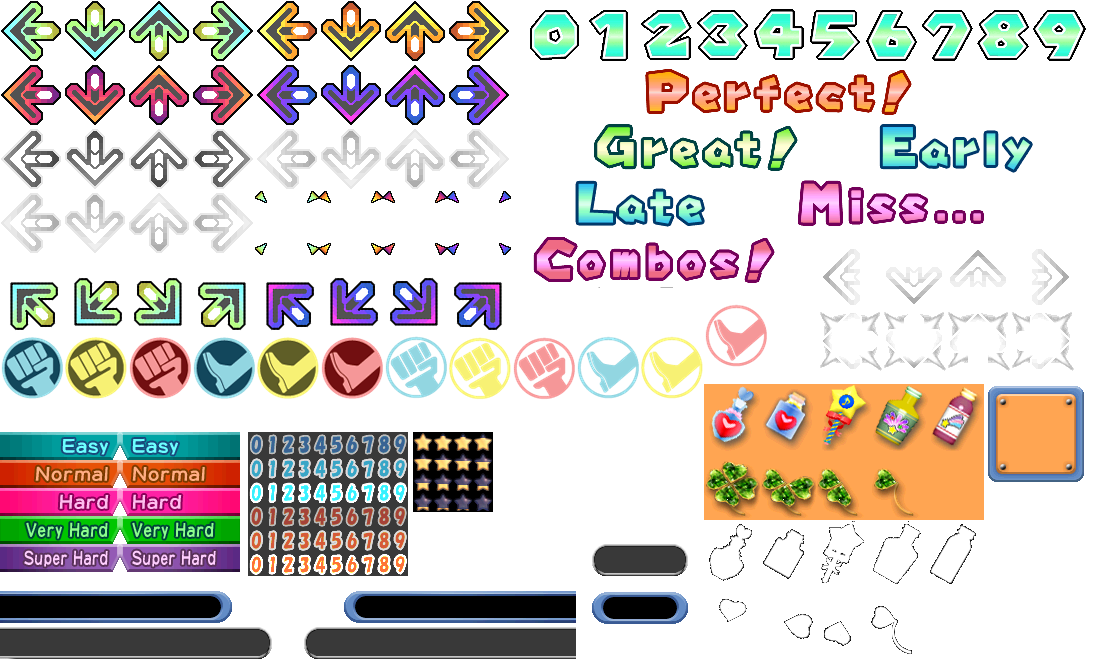 0123456789
Perfect!
Great! Early
Late Miss...
Combos!
Easy Easy
Normal Normal
Hard Hard
Very Hard Very Hard
Super Hard Super Hard
0123456789
0123456789
0123456789
0123456789
0123456789
0123456789